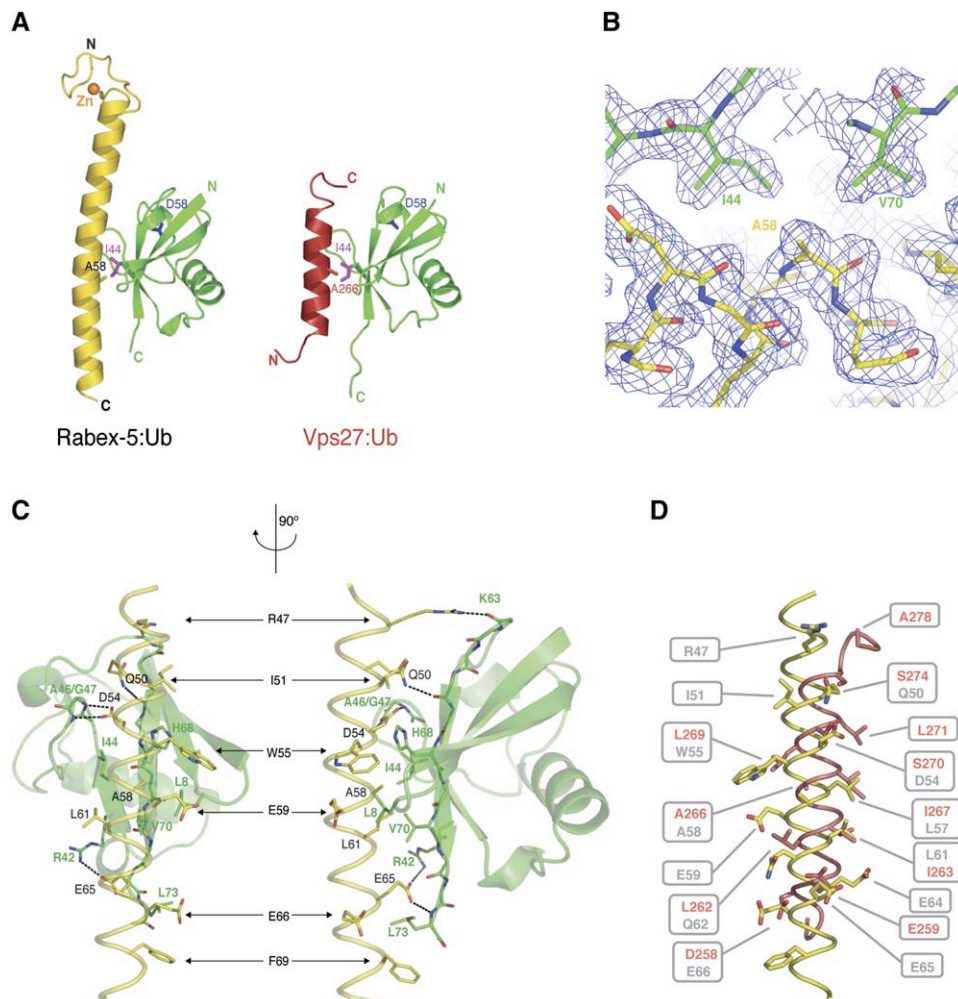 A
N
Zn
A58
I44
D58
N
C
C
Rabex-5:Ub
C
N
D58
I44
A266
N
C
Vps27:Ub
B
I44
V70
A58
C
90º
K63
R47
Q50
I51
Q50
A46/G47
D54
A46/G47
H68
D54
H68
I44
W55
I44
A58
L8
A58
E59
L8
L61
V70
V70
L61
R42
R42
E65
E65
L73
E66
L73
F69
D
R47
A278
I51
S274
Q50
L269
W55
L271
S270
D54
A266
A58
I267
L57
E59
L61
I263
L262
Q62
E64
E259
D258
E66
E65